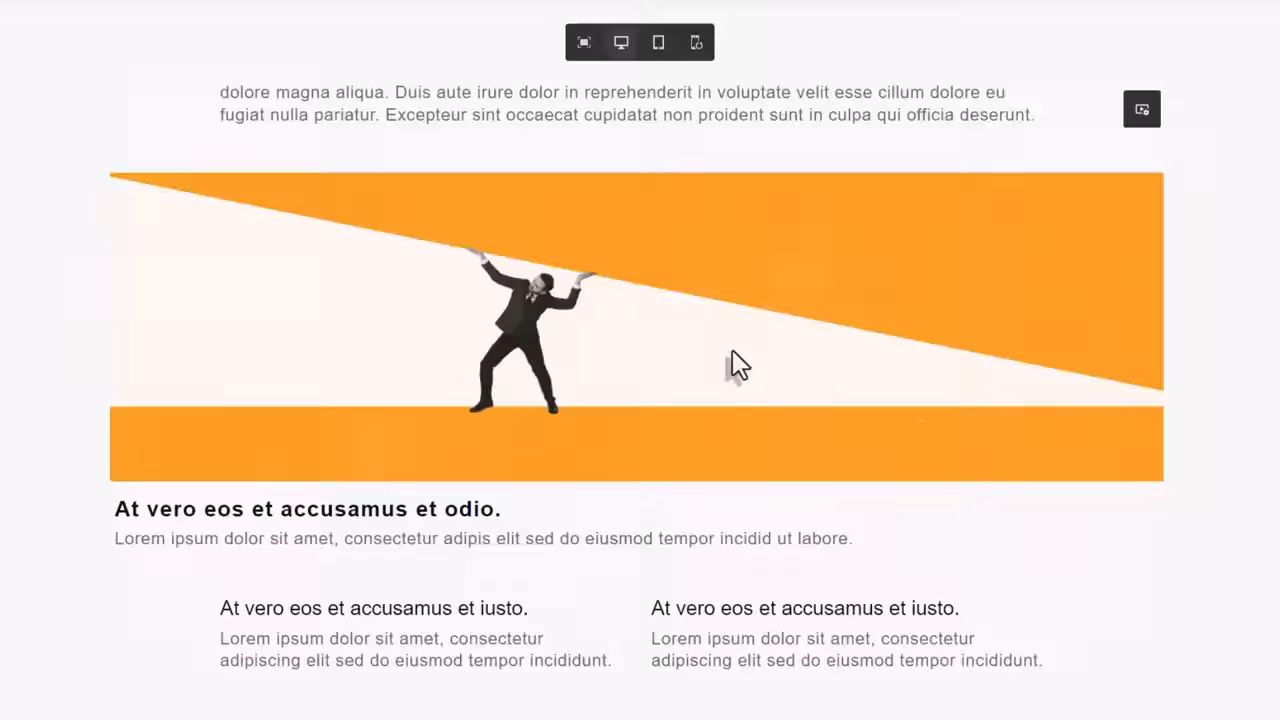 dolore magna aliqua. Duis aute irure dolor in reprehenderit in voluptate velit esse cillum dolore eu
fugiat nulla pariatur. Excepteur sint occaecat cupidatat non proident sunt in culpa qui officia deserunt.
At vero eos et accusamus et odio.
Lorem ipsum dolor sit amet, consectetur adipis elit sed do eiusmod tempor incidid ut labore.
At vero eos et accusamus et iusto.
Lorem ipsum dolor sit amet, consectetur
adipiscing elit sed do eiusmod tempor incididunt.
At vero eos et accusamus et iusto.
Lorem ipsum dolor sit amet, consectetur
adipiscing elit sed do eiusmod tempor incididunt.